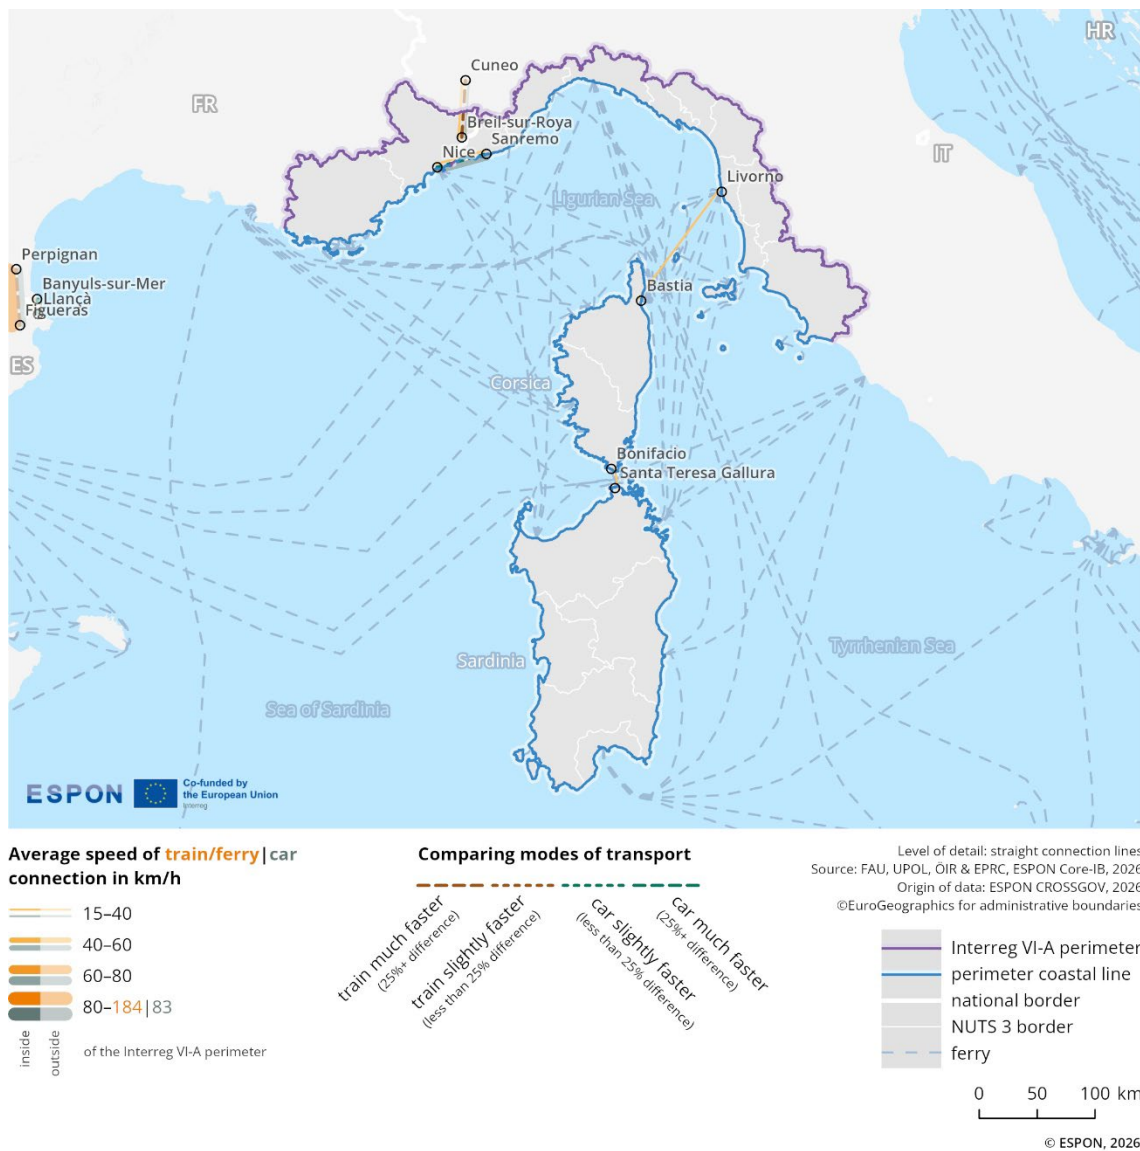 HR
Cuneo
FR
Breil-sur-Roya
Sanremo
Nice
IT
Livorno
Ligurian Sea
Perpignan
Banyuls-sur-Mer
Llançà
Figueras
Bastia
ES
Corsica
Bonifacio
Santa Teresa Gallura
Tyrrhenian Sea
Sardinia
Sea of Sardinia
ESPON
Co-funded by
the European Union
Interreg
Average speed of train/ferry|car
connection in km/h
15–40
40–60
60–80
80–184|83
inside
outside
of the Interreg VI-A perimeter
Comparing modes of transport
train much faster
(25%+ difference)
train slightly faster
(less than 25% difference)
car slightly faster
(less than 25% difference)
car much faster
(25%+ difference)
Level of detail: straight connection lines
Source: FAU, UPOL, ÖIR & EPRC, ESPON Core-IB, 2026
Origin of data: ESPON CROSSGOV, 2026
©EuroGeographics for administrative boundaries
Interreg VI-A perimeter
perimeter coastal line
national border
NUTS 3 border
ferry
0 50 100 km
© ESPON, 2026